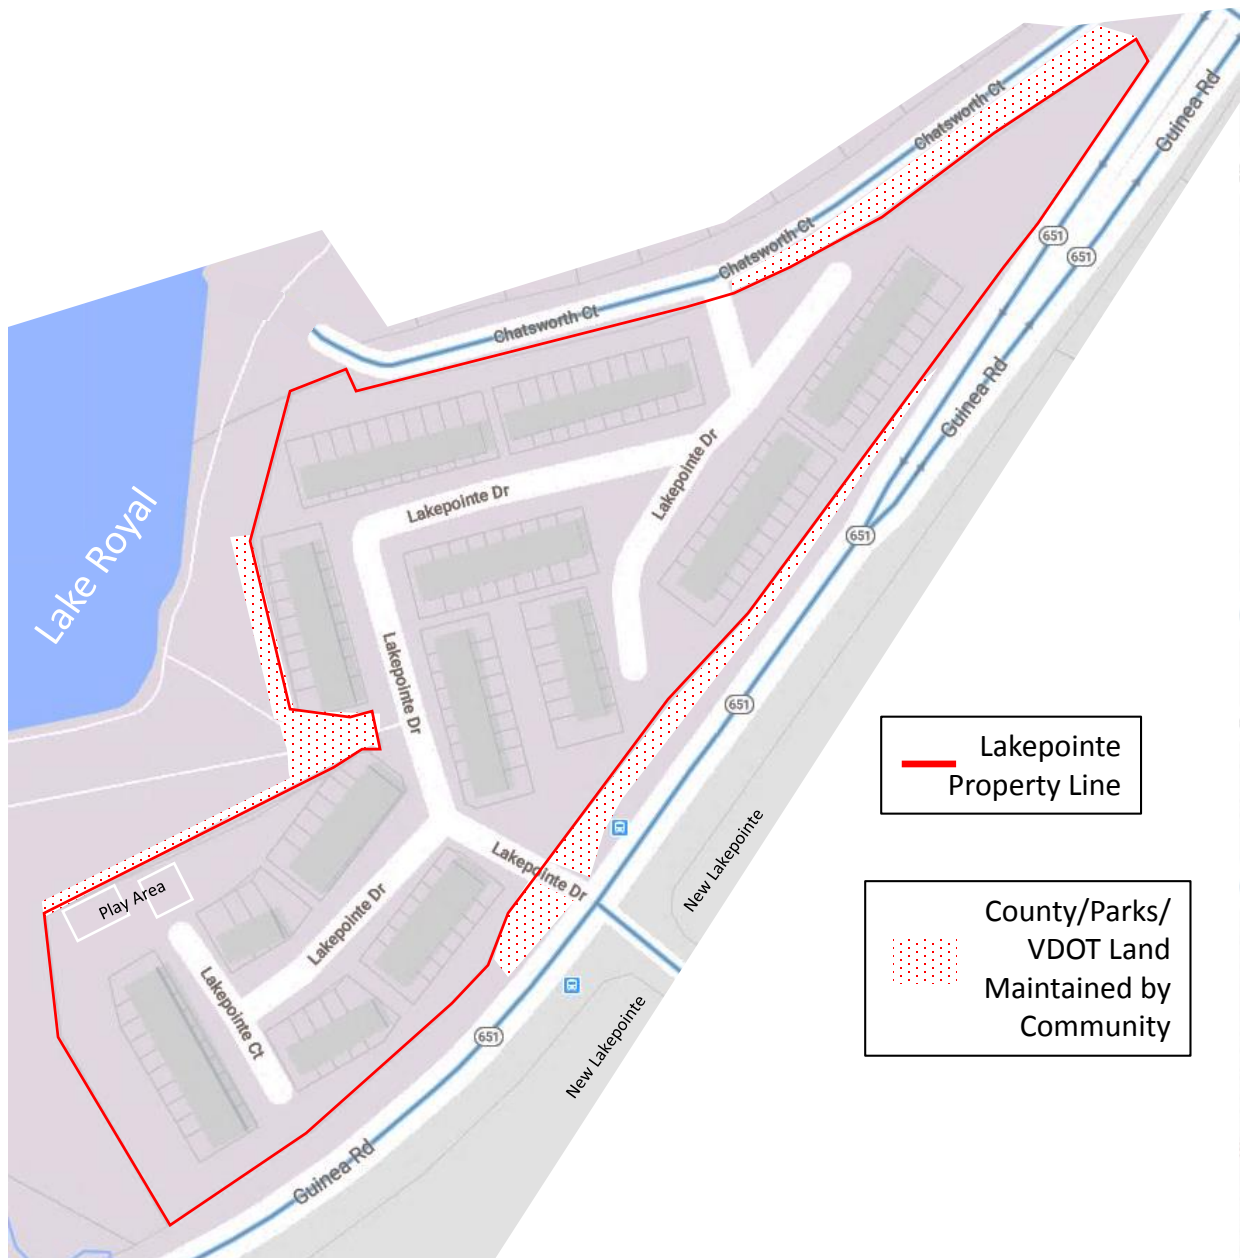 Chatsworth Ct
Guinea Rd
Chatsworth Ct
651
651
Chatsworth Ct
Guinea Rd
Lakepointe Dr
Lakepointe Dr
Lake Royal
651
Lakepointe Dr
651
Lakepointe
Property Line
New Lakepointe
Lakepointe Dr
Play Area
Lakepointe Dr
County/Parks/
VDOT Land
Maintained by
Community
Lakepointe Ct
651
New Lakepointe
Guinea Rd